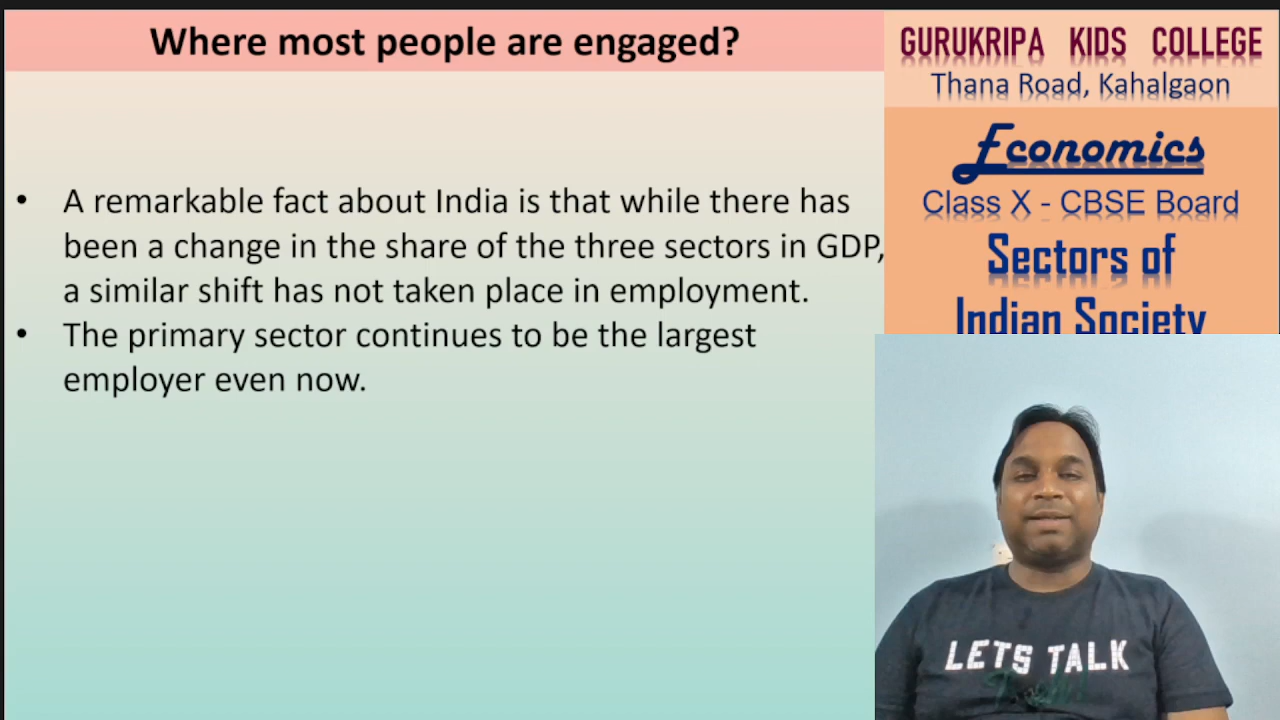 Where most people are engaged?
• A remarkable fact about India is that while there has
been a change in the share of the three sectors in GDP,
a similar shift has not taken place in employment.
• The primary sector continues to be the largest
employer even now.
GURUKRIPA KIDS COLLEGE
Thana Road, Kahalgaon
Economics
Class X - CBSE Board
Sectors of
Indian Society
LETS TALK